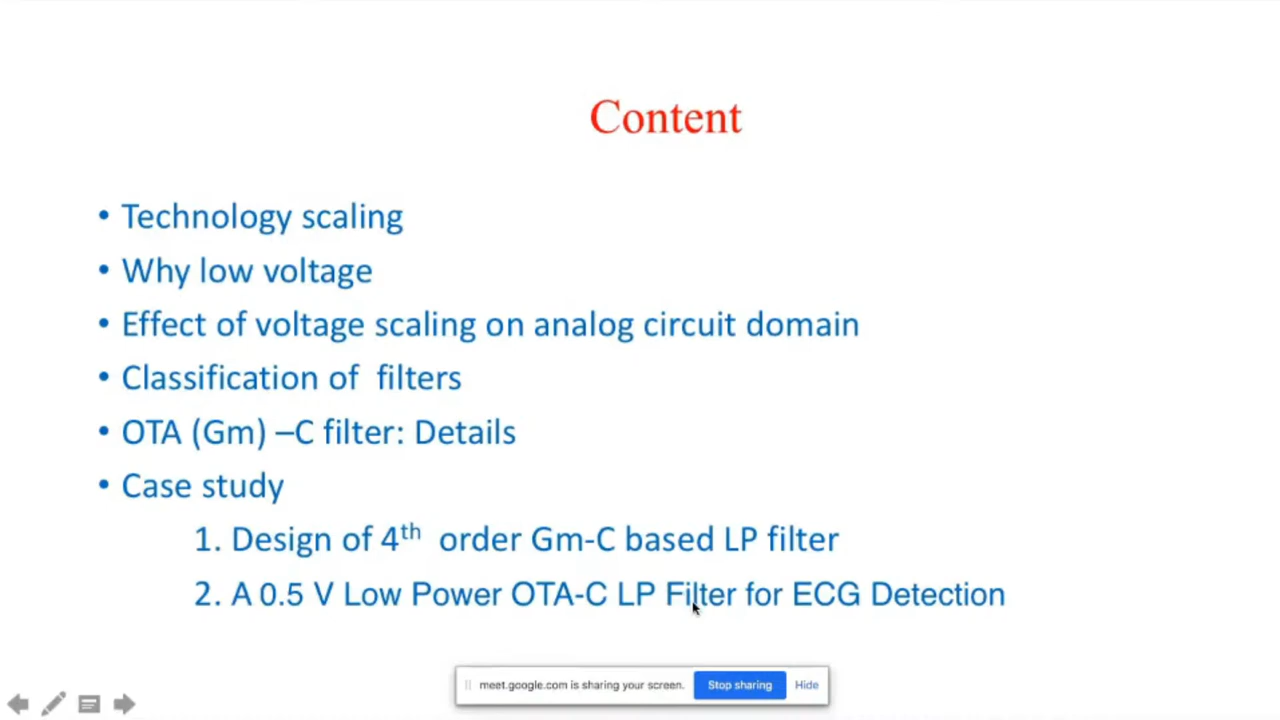 Content
• Technology scaling
• Why low voltage
• Effect of voltage scaling on analog circuit domain
• Classification of  filters
• OTA (Gm) –C filter: Details
• Case study
1. Design of 4th  order Gm-C based LP filter
2. A 0.5 V Low Power OTA-C LP Filter for ECG Detection
meet.google.com is sharing your screen. Stop sharing Hide